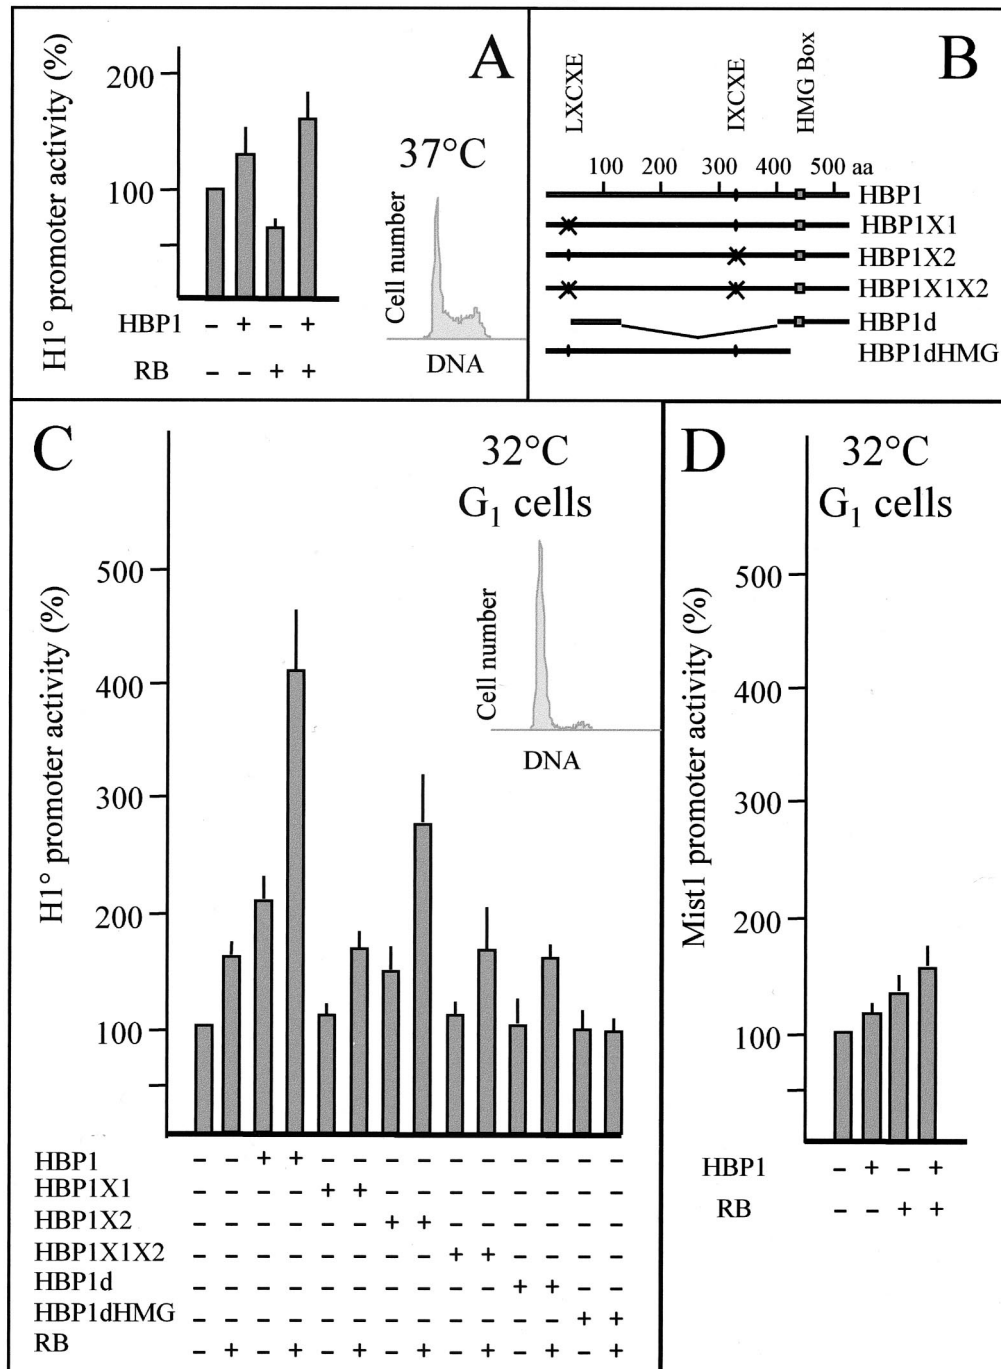 A
H1° promoter activity (%)
200
100
37°C
Cell number
DNA
HBP1 – + – +
RB – – + +
B
LXCXE
IXCXE
HMG Box
100 200 300 400 500 aa
HBP1
HBP1X1
HBP1X2
HBP1X1X2
HBP1d
HBP1dHMG
C
32°C
G₁ cells
H1° promoter activity (%)
500
400
300
200
100
Cell number
DNA
HBP1 – – + + – – – – – – – – – –
HBP1X1 – – – – + + – – – – – – – –
HBP1X2 – – – – – – + + – – – – – –
HBP1X1X2 – – – – – – – – + + – – – –
HBP1d – – – – – – – – – – + + – –
HBP1dHMG – – – – – – – – – – – – + +
RB – + – + – + – + – + – + – +
D
32°C
G₁ cells
Mist1 promoter activity (%)
500
400
300
200
100
HBP1 – + – +
RB – – + +